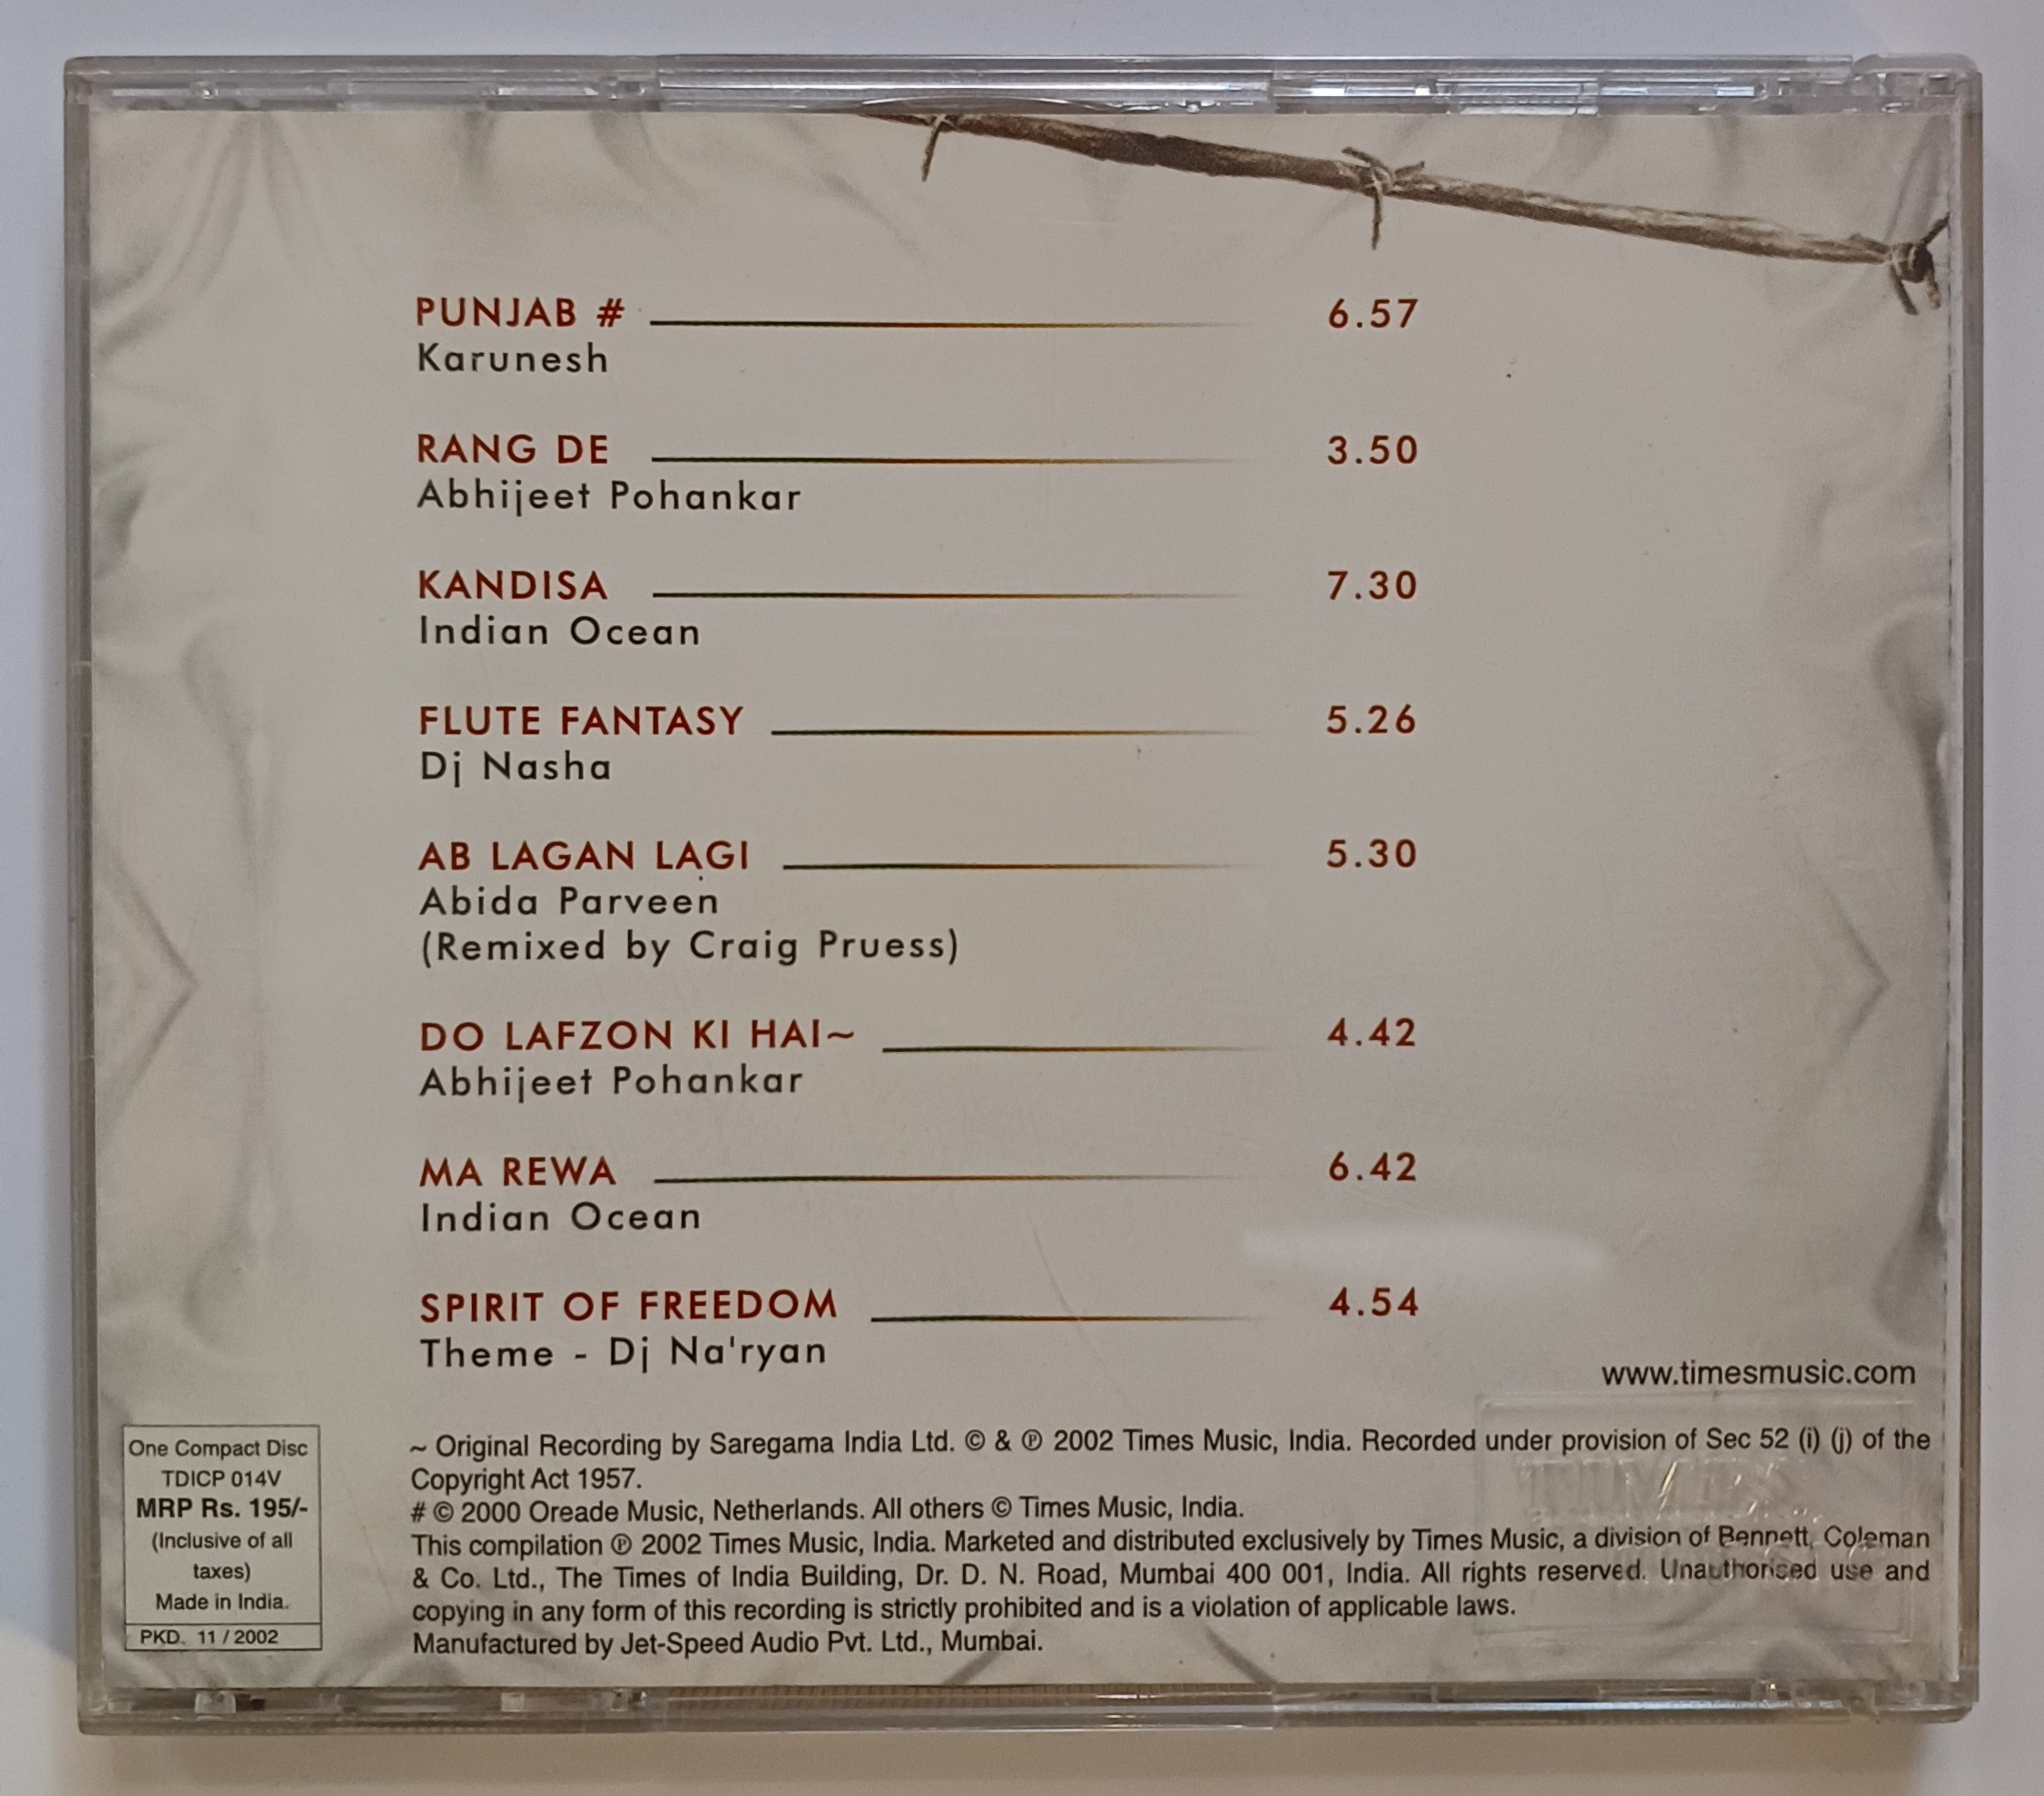 PUNJAB # 6.57
Karunesh
RANG DE 3.50
Abhijeet Pohankar
KANDISA 7.30
Indian Ocean
FLUTE FANTASY 5.26
Dj Nasha
AB LAGAN LAGI 5.30
Abida Parveen
(Remixed by Craig Pruess)
DO LAFZON KI HAI~ 4.42
Abhijeet Pohankar
MA REWA 6.42
Indian Ocean
SPIRIT OF FREEDOM 4.54
Theme - Dj Na'ryan
www.timesmusic.com
One Compact Disc
TDICP 014V
MRP Rs. 195/-
(Inclusive of all
taxes)
Made in India.
PKD. 11 / 2002
~ Original Recording by Saregama India Ltd. © & ℗ 2002 Times Music, India. Recorded under provision of Sec 52 (i) (j) of the
Copyright Act 1957.
# © 2000 Oreade Music, Netherlands. All others © Times Music, India.
This compilation ℗ 2002 Times Music, India. Marketed and distributed exclusively by Times Music, a division of Bennett, Coleman
& Co. Ltd., The Times of India Building, Dr. D. N. Road, Mumbai 400 001, India. All rights reserved. Unauthorised use and
copying in any form of this recording is strictly prohibited and is a violation of applicable laws.
Manufactured by Jet-Speed Audio Pvt. Ltd., Mumbai.